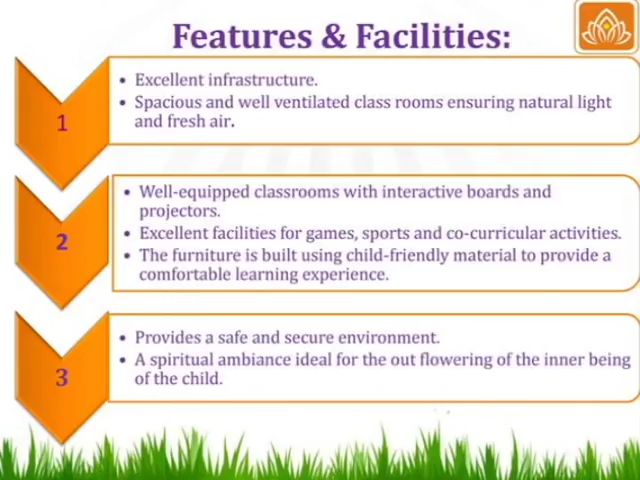 Features & Facilities:
1
• Excellent infrastructure.
• Spacious and well ventilated class rooms ensuring natural light
and fresh air.
2
• Well-equipped classrooms with interactive boards and
projectors.
• Excellent facilities for games, sports and co-curricular activities.
• The furniture is built using child-friendly material to provide a
comfortable learning experience.
3
• Provides a safe and secure environment.
• A spiritual ambiance ideal for the out flowering of the inner being
of the child.